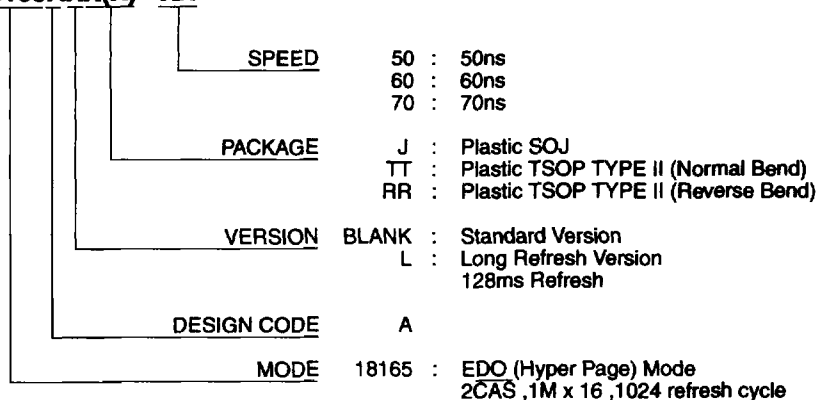 SPEED 50 : 50ns
60 : 60ns
70 : 70ns
PACKAGE J : Plastic SOJ
TT : Plastic TSOP TYPE II (Normal Bend)
RR : Plastic TSOP TYPE II (Reverse Bend)
VERSION BLANK : Standard Version
L : Long Refresh Version
128ms Refresh
DESIGN CODE A
MODE 18165 : EDO (Hyper Page) Mode
2CAS ,1M x 16 ,1024 refresh cycle